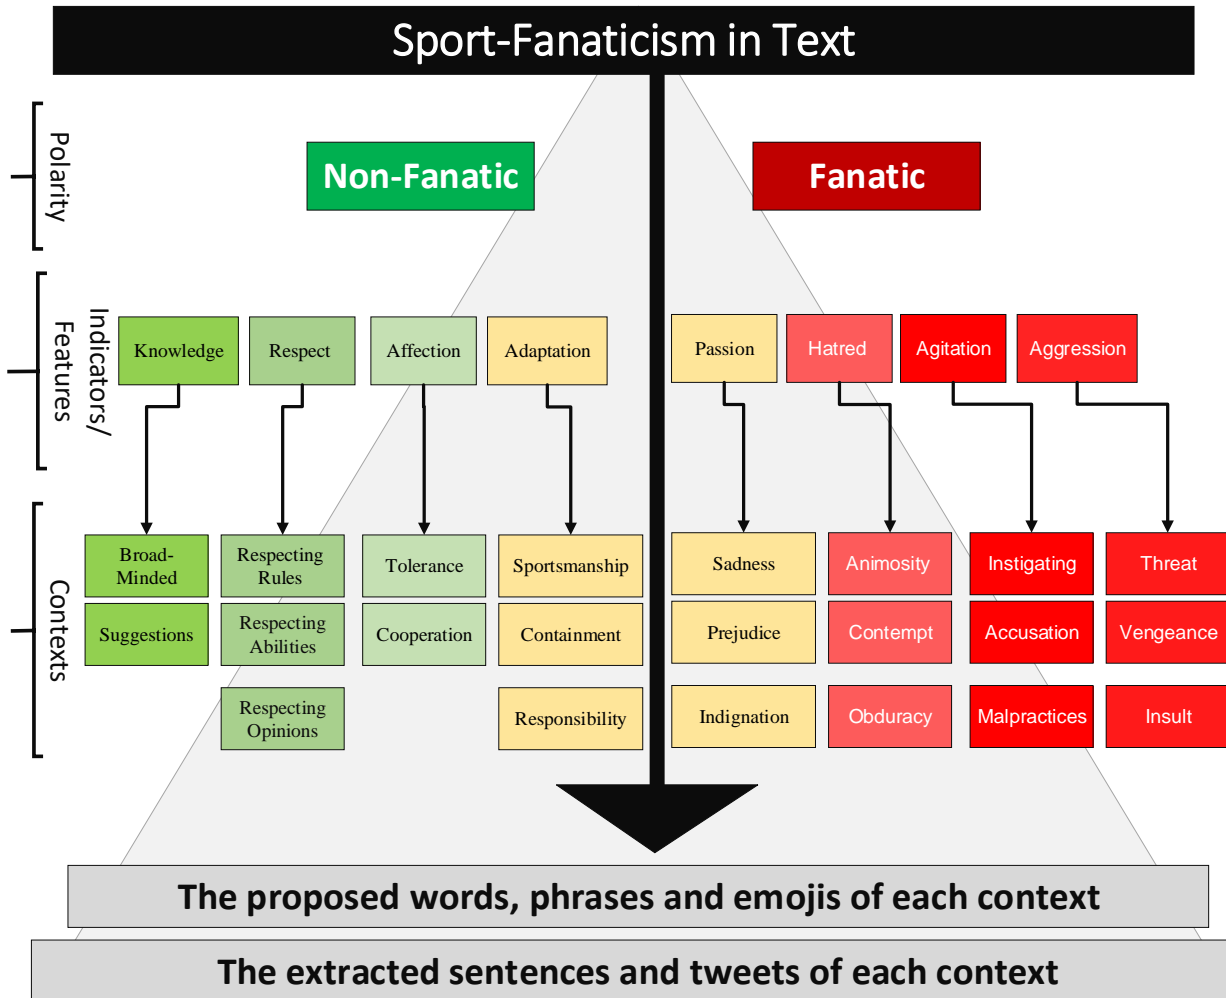 Sport-Fanaticism in Text
Polarity
Non-Fanatic
Fanatic
Indicators/
Features
Knowledge
Respect
Affection
Adaptation
Passion
Hatred
Agitation
Aggression
Contexts
Broad-
Minded
Respecting
Rules
Tolerance
Sportsmanship
Sadness
Animosity
Instigating
Threat
Suggestions
Respecting
Abilities
Cooperation
Containment
Prejudice
Contempt
Accusation
Vengeance
Respecting
Opinions
Responsibility
Indignation
Obduracy
Malpractices
Insult
The proposed words, phrases and emojis of each context
The extracted sentences and tweets of each context